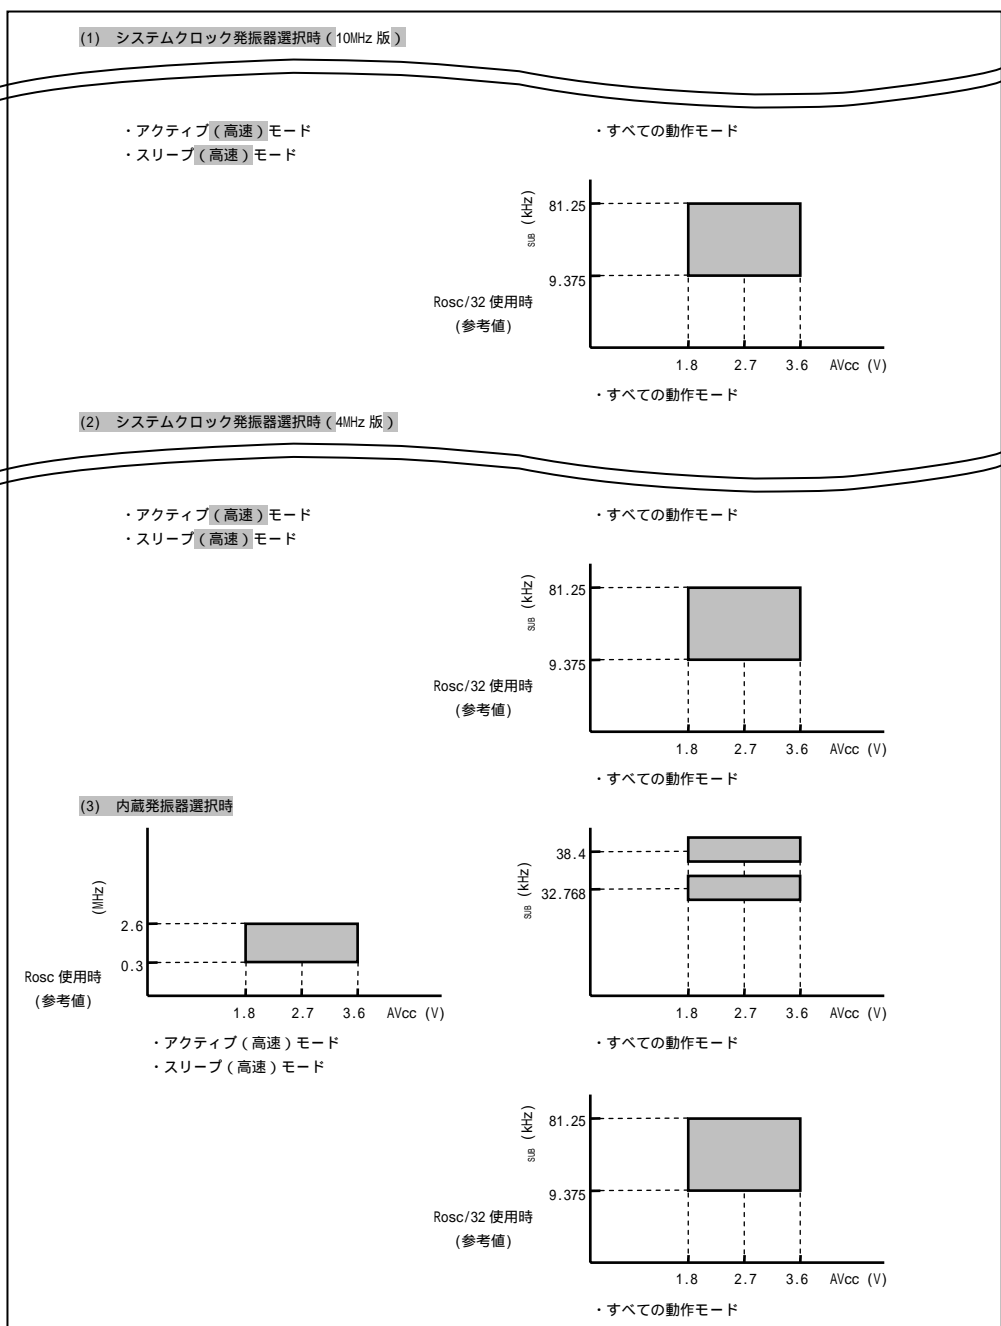 (1) システムクロック発振器選択時（10MHz 版）
・アクティブ（高速）モード
・スリープ（高速）モード
・すべての動作モード
SUB (kHz)
81.25
9.375
Rosc/32 使用時
(参考値)
1.8 2.7 3.6 AVcc (V)
・すべての動作モード
(2) システムクロック発振器選択時（4MHz 版）
・アクティブ（高速）モード
・スリープ（高速）モード
・すべての動作モード
SUB (kHz)
81.25
9.375
Rosc/32 使用時
(参考値)
1.8 2.7 3.6 AVcc (V)
・すべての動作モード
(3) 内蔵発振器選択時
(MHz)
2.6
0.3
Rosc 使用時
(参考値)
1.8 2.7 3.6 AVcc (V)
・アクティブ（高速）モード
・スリープ（高速）モード
SUB (kHz)
38.4
32.768
1.8 2.7 3.6 AVcc (V)
・すべての動作モード
SUB (kHz)
81.25
9.375
Rosc/32 使用時
(参考値)
1.8 2.7 3.6 AVcc (V)
・すべての動作モード